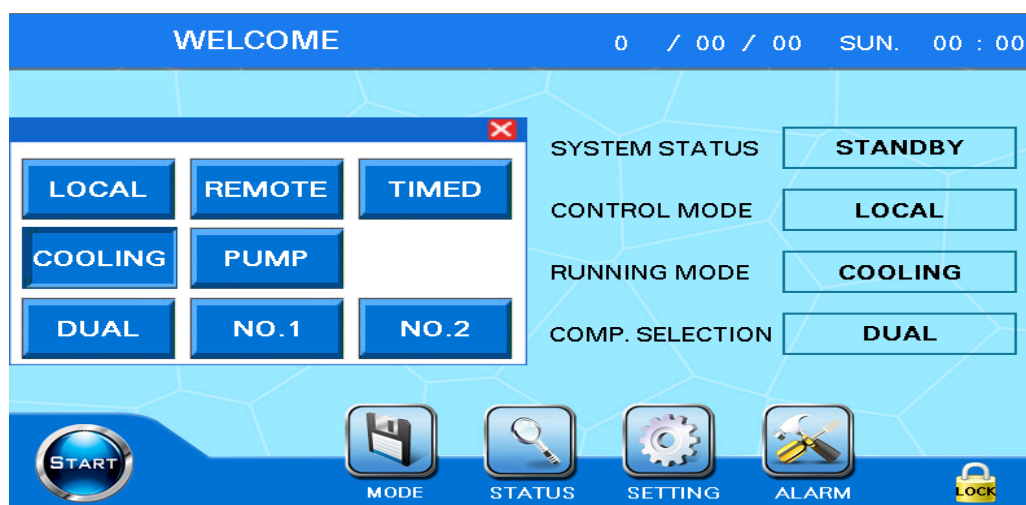 WELCOME 0 / 00 / 00 SUN. 00 : 00
LOCAL REMOTE TIMED
COOLING PUMP
DUAL NO.1 NO.2
SYSTEM STATUS STANDBY
CONTROL MODE LOCAL
RUNNING MODE COOLING
COMP. SELECTION DUAL
START
MODE STATUS SETTING ALARM
LOCK